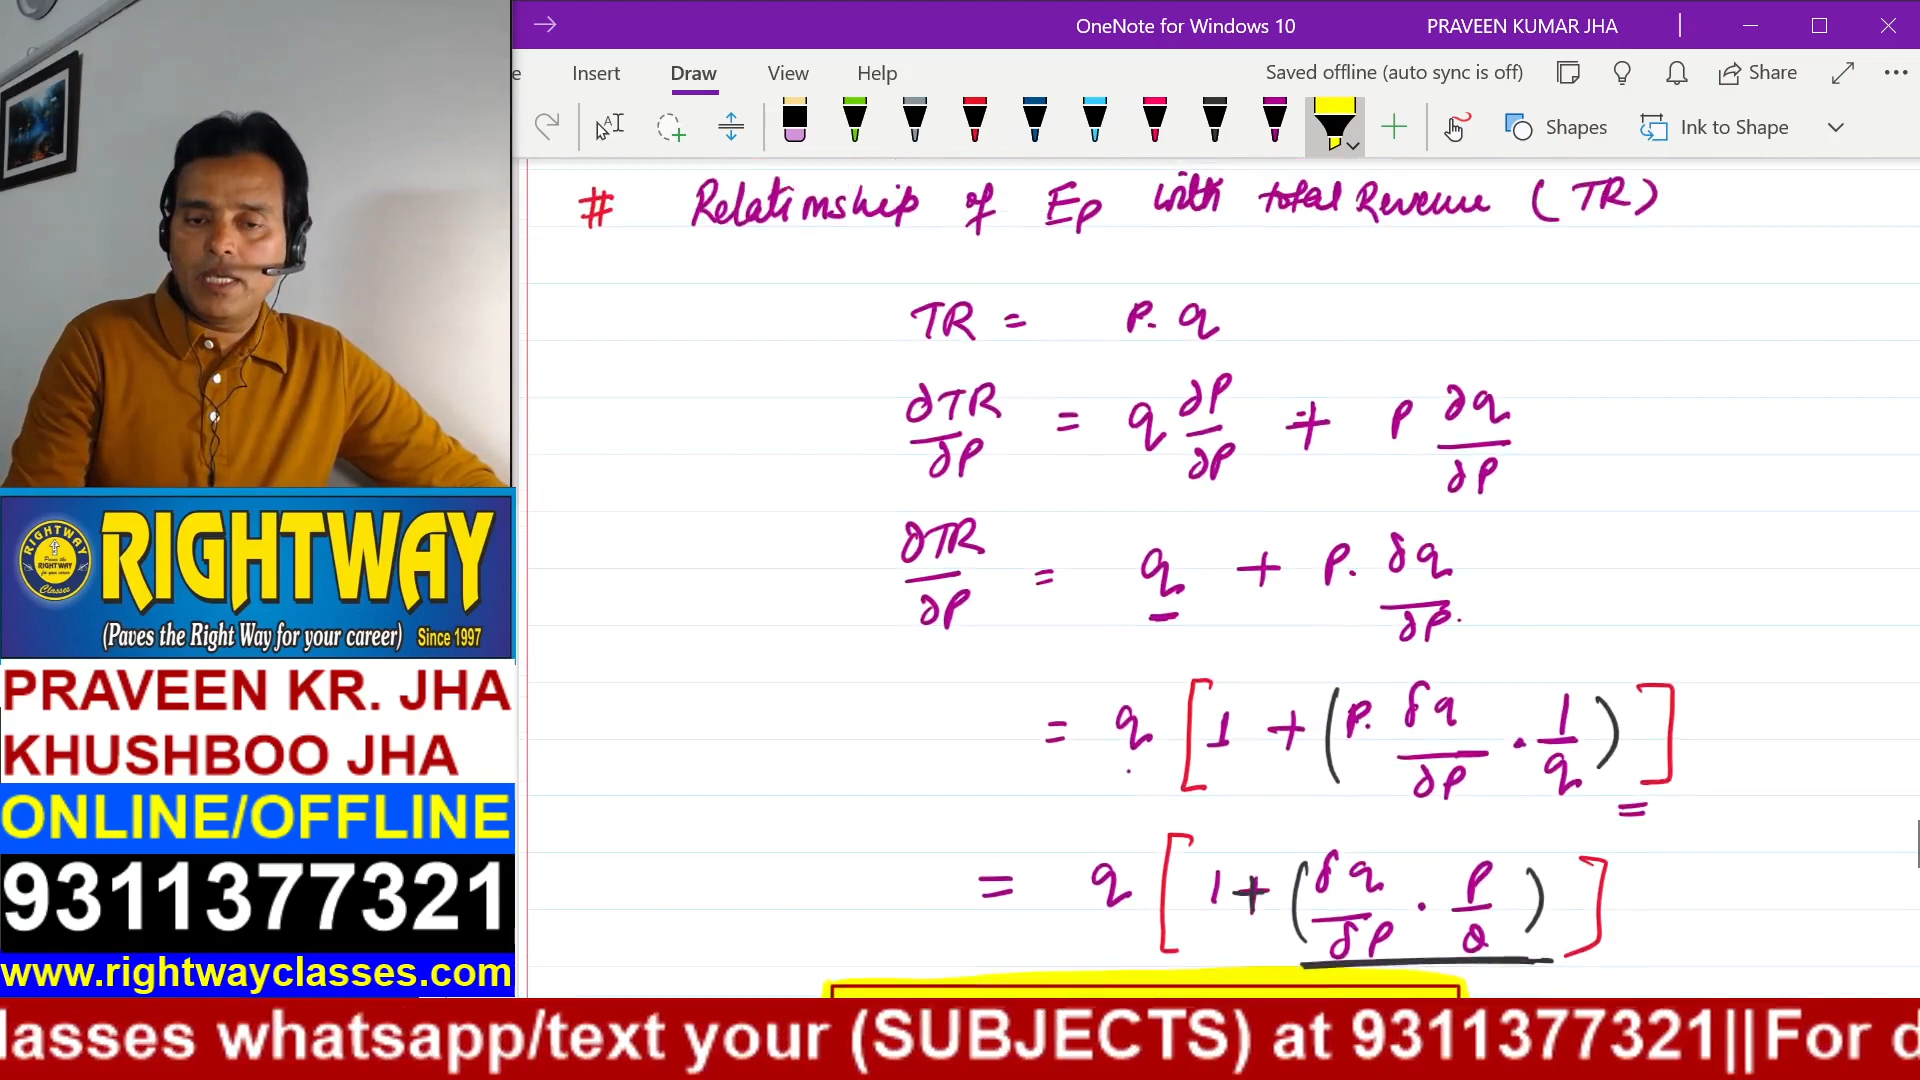 OneNote for Windows 10 PRAVEEN KUMAR JHA
Insert Draw View Help Saved offline (auto sync is off) Share
Shapes Ink to Shape
# Relationship of Ep with total Revenue (TR)
TR = P. q
∂TR/∂P = q ∂P/∂P + P ∂q/∂P
∂TR/∂P = q + P. δq/∂P.
= q [ 1 + ( P. δq/∂P . 1/q ) ]
= q [ 1 + ( δq/δP . P/Q ) ]
RIGHTWAY
Classes
RIGHTWAY
(Paves the Right Way for your career) Since 1997
PRAVEEN KR. JHA
KHUSHBOO JHA
ONLINE/OFFLINE
9311377321
www.rightwayclasses.com
lasses whatsapp/text your (SUBJECTS) at 9311377321||For d